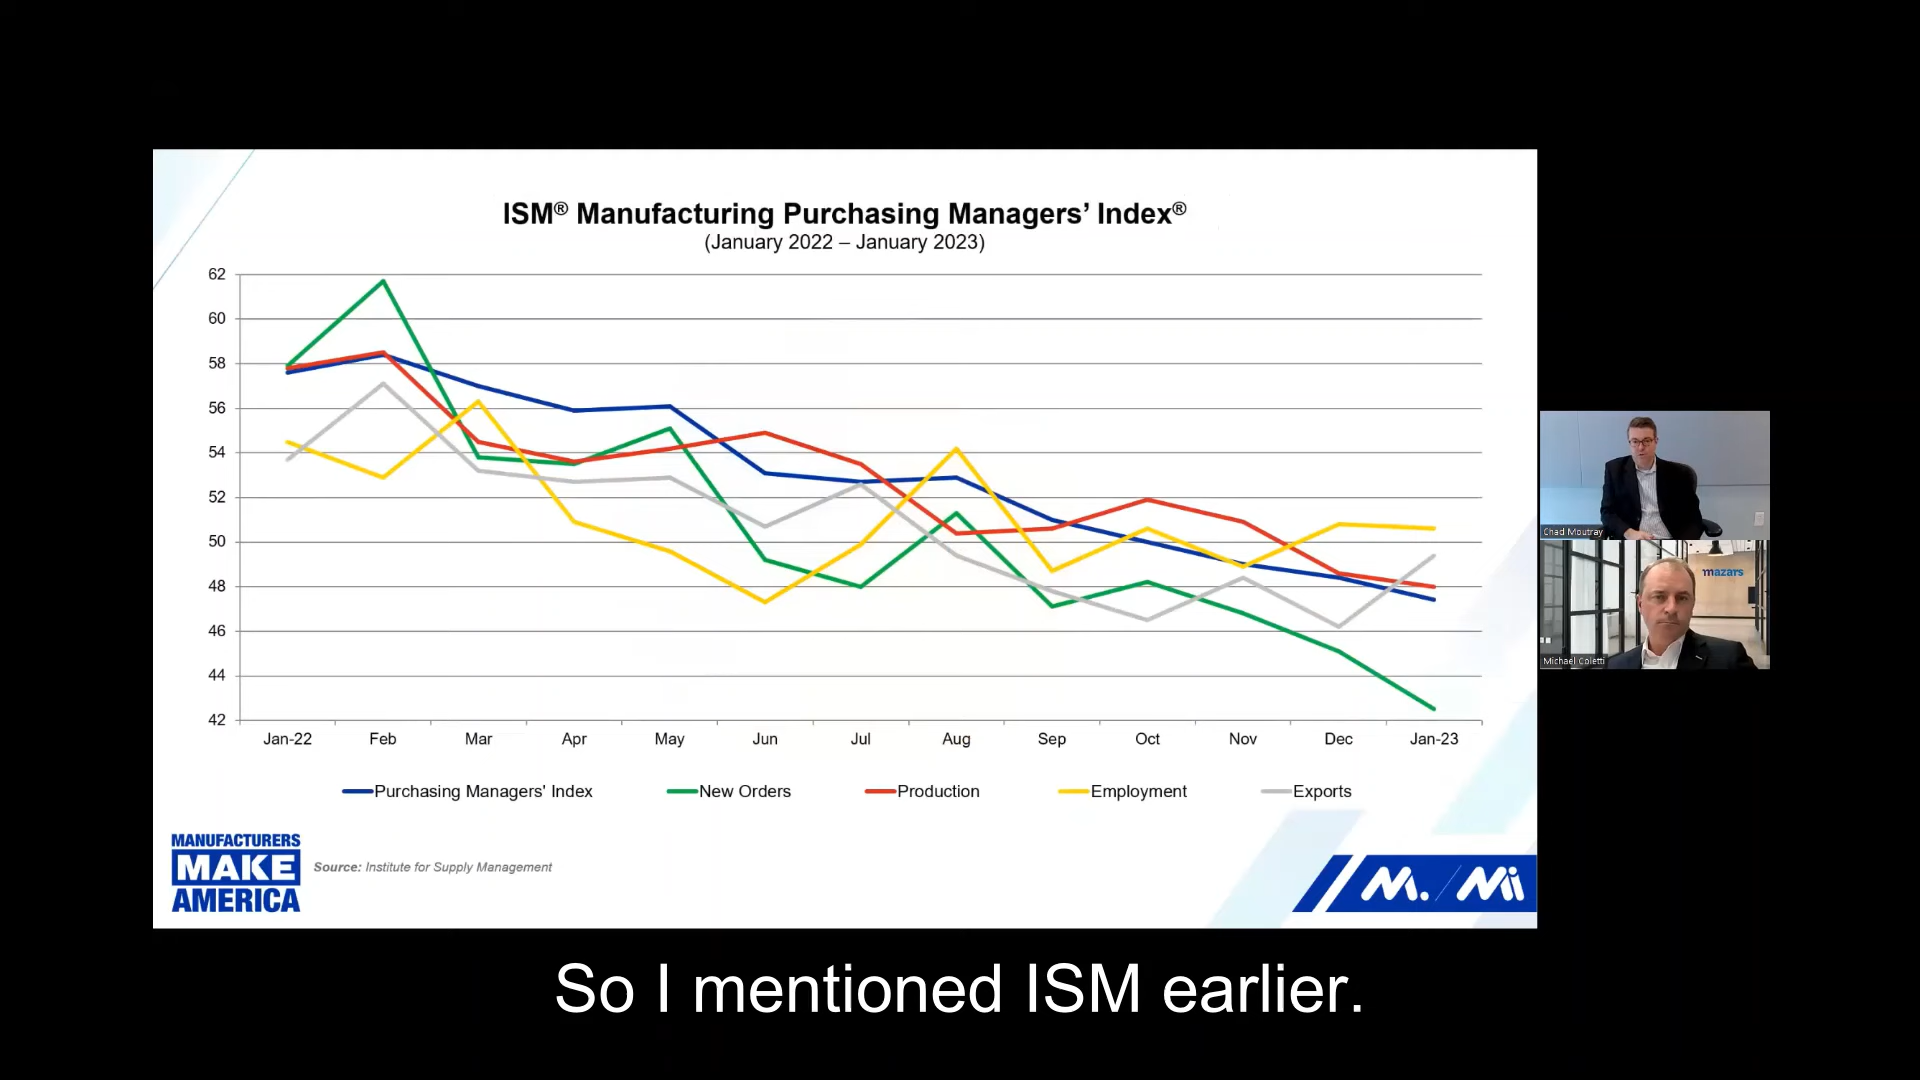 ISM® Manufacturing Purchasing Managers' Index®
(January 2022 – January 2023)
62
60
58
56
54
52
50
48
46
44
42
Jan-22 Feb Mar Apr May Jun Jul Aug Sep Oct Nov Dec Jan-23
Purchasing Managers' Index New Orders Production Employment Exports
MANUFACTURERS
MAKE
AMERICA
Source: Institute for Supply Management
M. / Mi
Chad Moutray
mazars
Michael Coletti
So I mentioned ISM earlier.